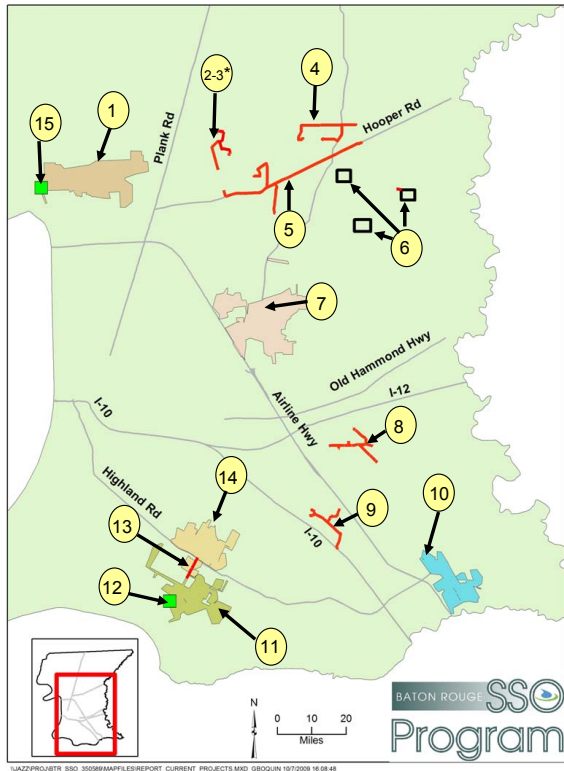 2-3*
4
Hooper Rd
15
1
Plank Rd
5
6
7
Old Hammond Hwy
I-12
I-10
Airline Hwy
8
Highland Rd
14
9
10
13
I-10
12
11
N
0 10 20
Miles
BATON ROUGE SSO
Program
\\JAZZ\PROJ\BTR_SSO_350589\MAPFILES\REPORT_CURRENT_PROJECTS.MXD GBOQUIN 10/7/2009 16:08:48